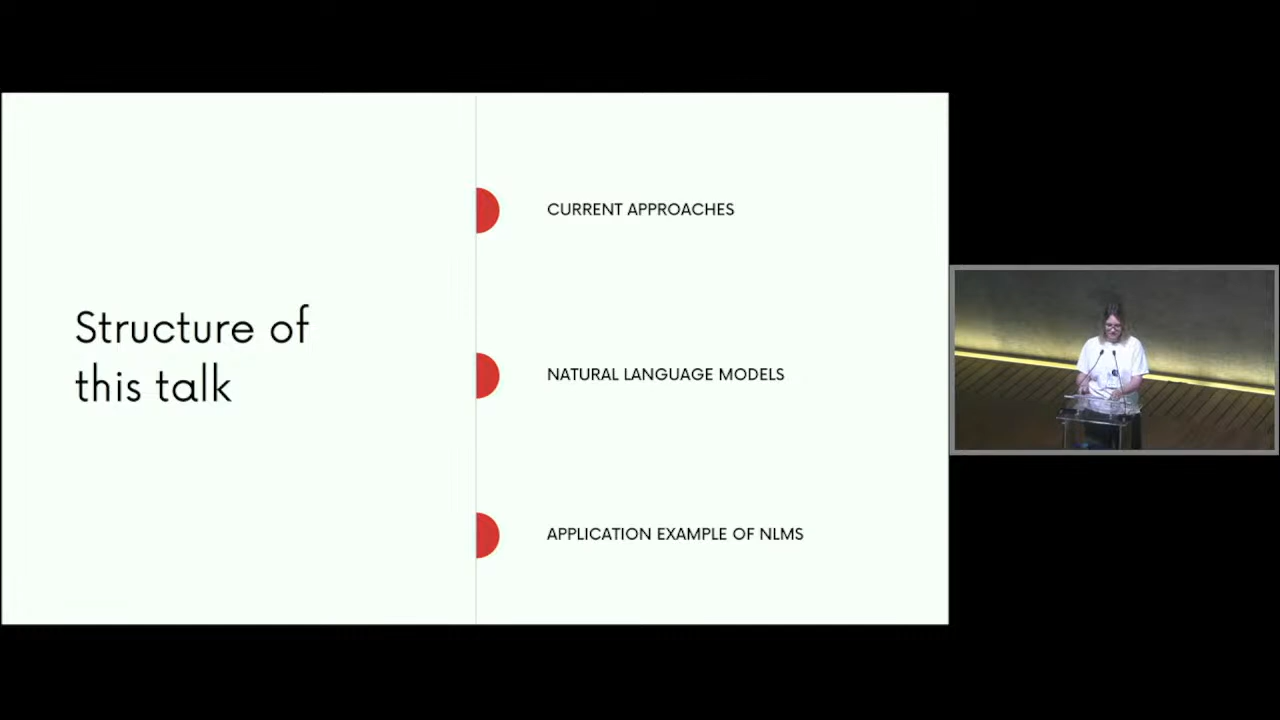 Structure of
this talk
CURRENT APPROACHES
NATURAL LANGUAGE MODELS
APPLICATION EXAMPLE OF NLMS